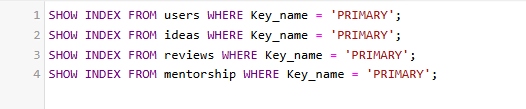 1 SHOW INDEX FROM users WHERE Key_name = 'PRIMARY';
2 SHOW INDEX FROM ideas WHERE Key_name = 'PRIMARY';
3 SHOW INDEX FROM reviews WHERE Key_name = 'PRIMARY';
4 SHOW INDEX FROM mentorship WHERE Key_name = 'PRIMARY';